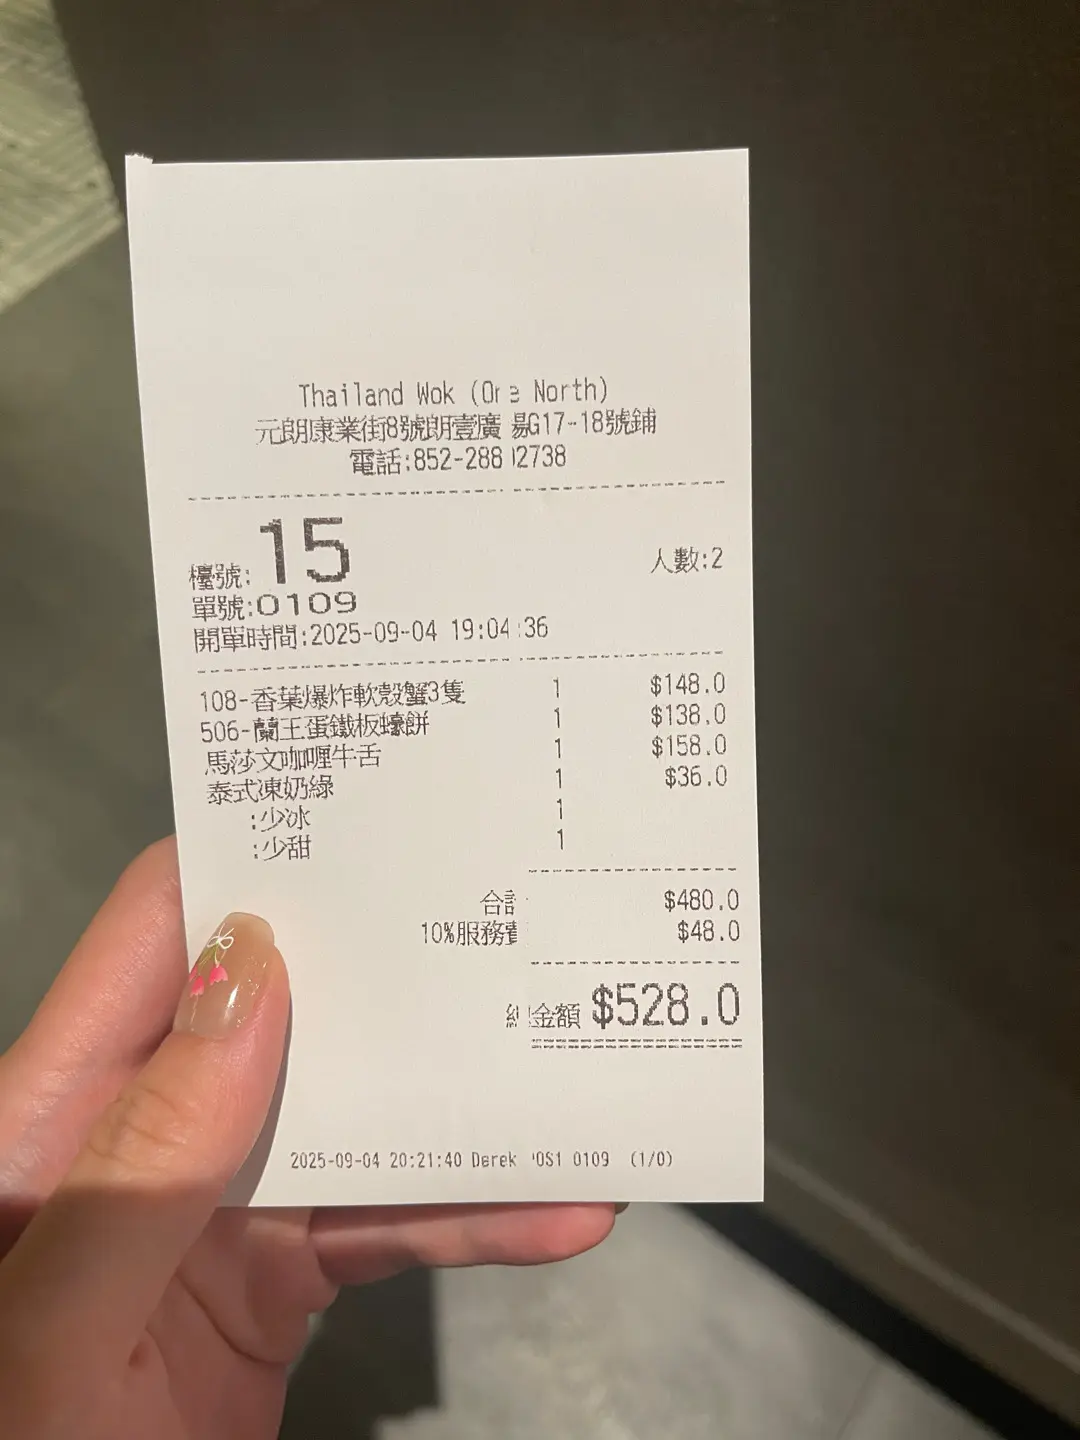 Thailand Wok (One North)
元朗康業街8號朗壹廣場G17-18號鋪
電話:852-288 2738
檯號: 15 人數:2
單號:0109
開單時間:2025-09-04 19:04:36
108-香葉爆炸軟殼蟹3隻 1 $148.0
506-蘭王蛋鐵板蠔餅 1 $138.0
馬莎文咖喱牛舌 1 $158.0
泰式凍奶綠 1 $36.0
:少冰 1
:少甜 1
合計 $480.0
10%服務費 $48.0
總金額 $528.0
2025-09-04 20:21:40 Derek POS1 0109 (1/0)